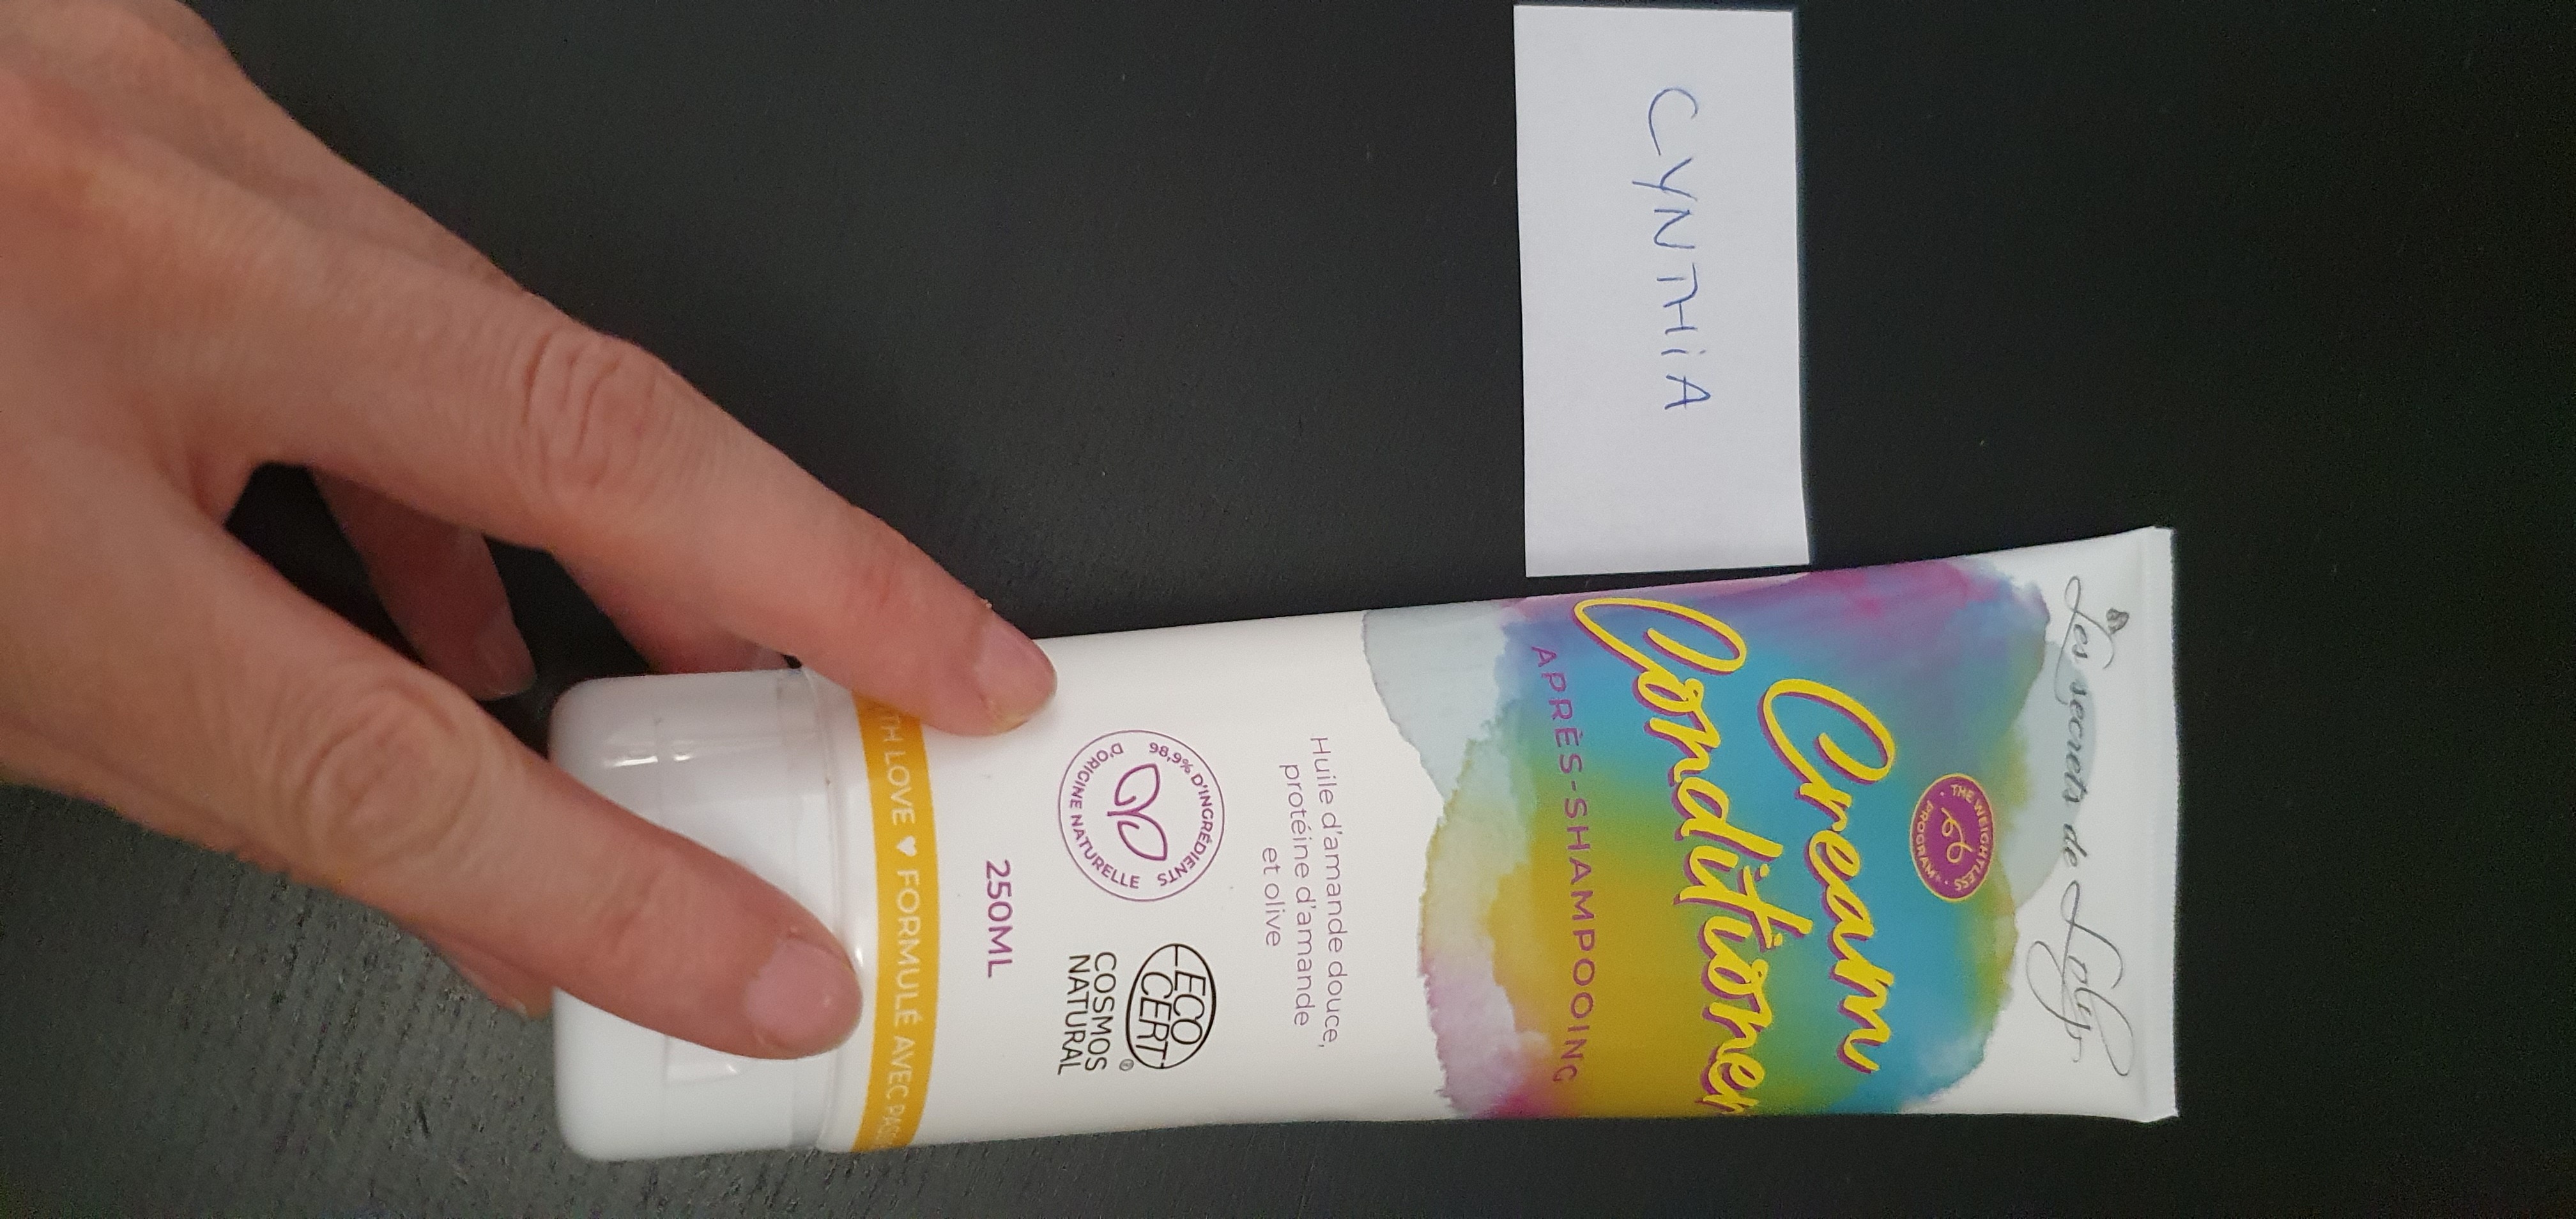 CYNTHiA
Les secrets de Loly
THE WEIGHTLESS
PROGRAM
Cream
Conditioner
APRÈS-SHAMPOOING
Huile d'amande douce,
protéine d'amande
et olive
98,9% D'INGRÉDIENTS
D'ORIGINE NATURELLE
ECO
CERT®
COSMOS
NATURAL
250ML
LOVE ♥ FORMULÉ AVEC